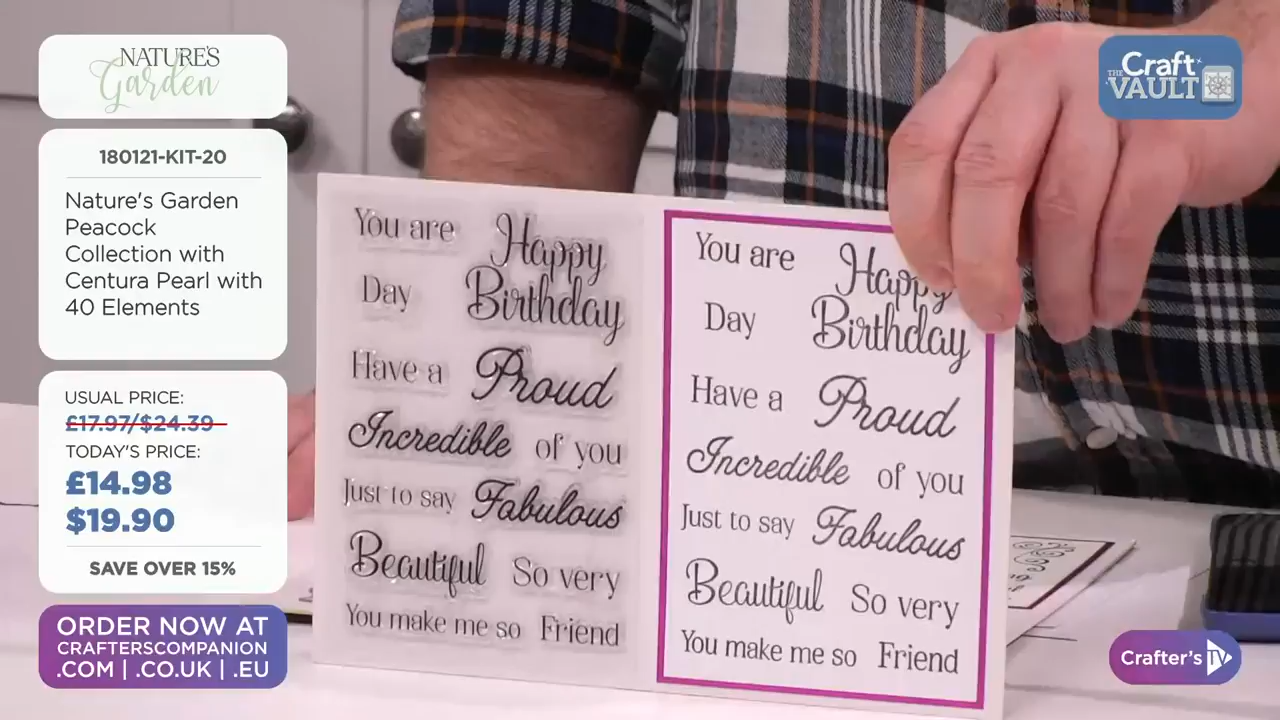 NATURE'S
Garden
180121-KIT-20
Nature's Garden
Peacock
Collection with
Centura Pearl with
40 Elements
USUAL PRICE:
£17.97/$24.39
TODAY'S PRICE:
£14.98
$19.90
SAVE OVER 15%
ORDER NOW AT
CRAFTERSCOMPANION
.COM | .CO.UK | .EU
You are Happy
Day Birthday
Have a Proud
Incredible of you
Just to say Fabulous
Beautiful So very
You make me so Friend
You are Happy
Day Birthday
Have a Proud
Incredible of you
Just to say Fabulous
Beautiful So very
You make me so Friend
THE Craft
VAULT
Crafter's TV